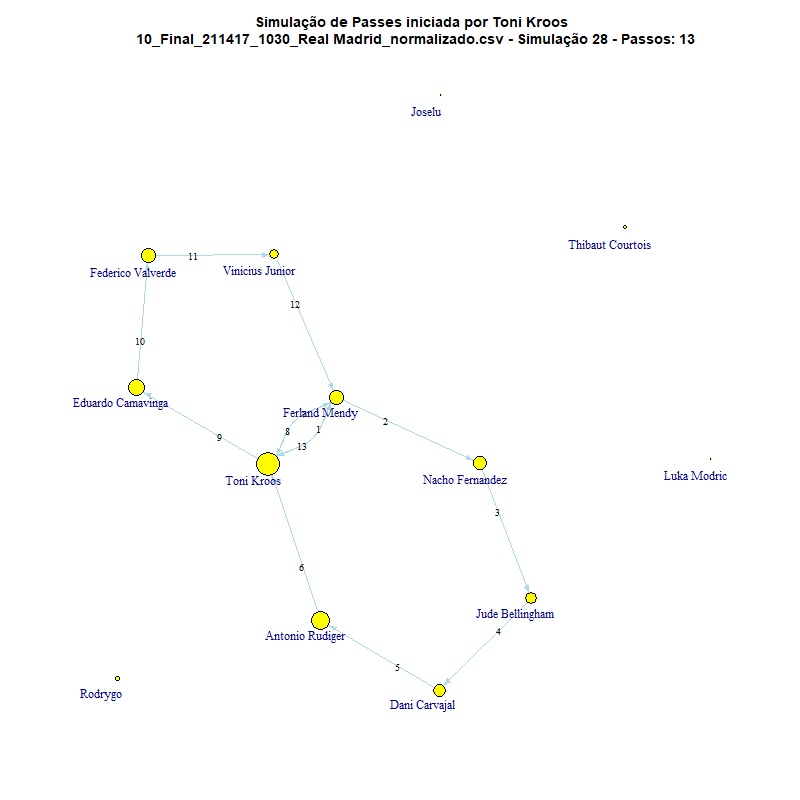 Simulação de Passes iniciada por Toni Kroos
10_Final_211417_1030_Real Madrid_normalizado.csv - Simulação 28 - Passos: 13
Joselu
Thibaut Courtois
11
Federico Valverde
Vinicius Junior
12
10
Eduardo Camavinga
Ferland Mendy
2
8
1
9
13
Toni Kroos
Nacho Fernandez
Luka Modric
3
6
Jude Bellingham
4
Antonio Rudiger
5
Rodrygo
Dani Carvajal